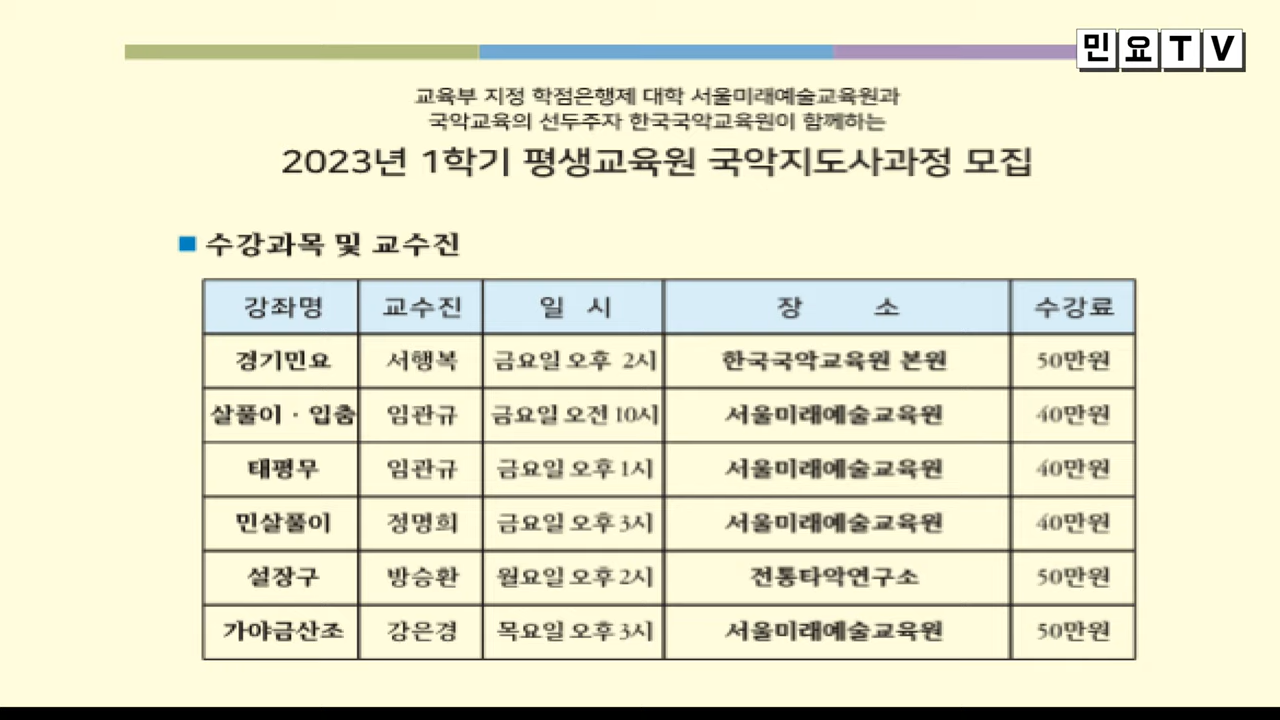 민요TV
교육부 지정 학점은행제 대학 서울미래예술교육원과
국악교육의 선두주자 한국국악교육원이 함께하는
2023년 1학기 평생교육원 국악지도사과정 모집
■ 수강과목 및 교수진
강좌명 교수진 일 시 장 소 수강료
경기민요 서행복 금요일 오후 2시 한국국악교육원 본원 50만원
살풀이 · 입춤 임관규 금요일 오전 10시 서울미래예술교육원 40만원
태평무 임관규 금요일 오후 1시 서울미래예술교육원 40만원
민살풀이 정명희 금요일 오후 3시 서울미래예술교육원 40만원
설장구 방승환 월요일 오후 2시 전통타악연구소 50만원
가야금산조 강은경 목요일 오후 3시 서울미래예술교육원 50만원